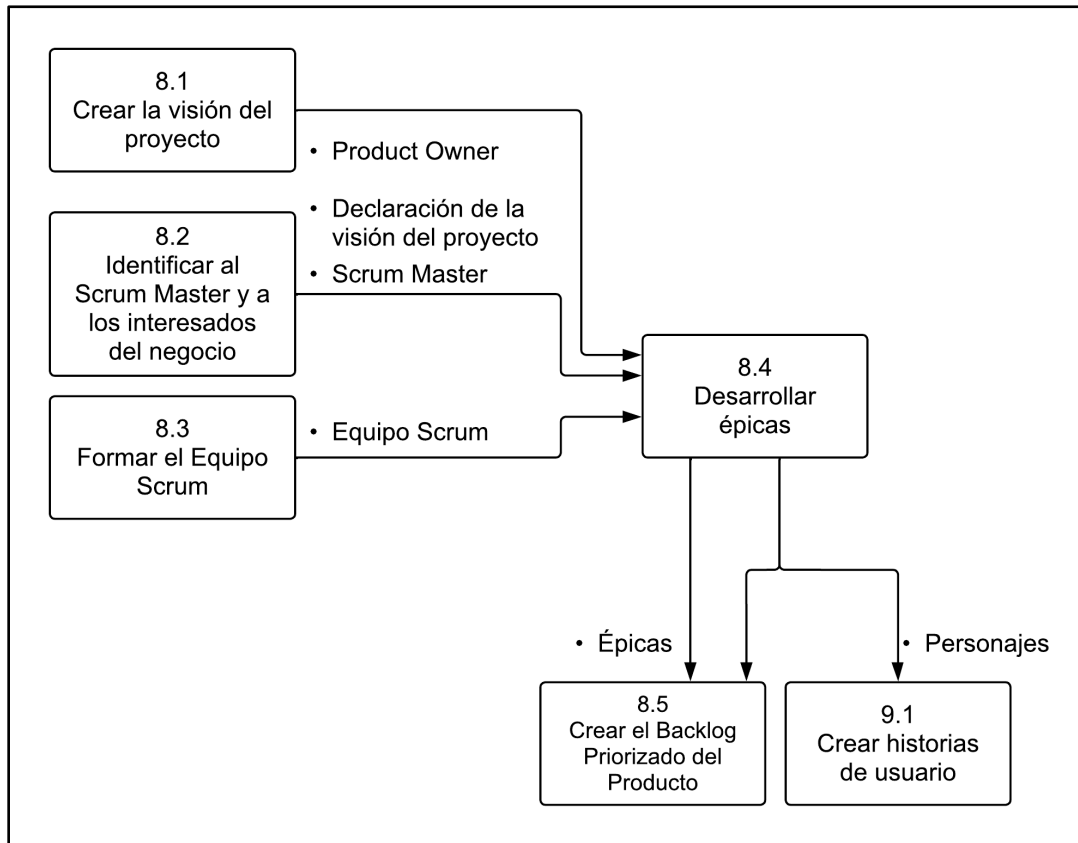 8.1
Crear la visión del
proyecto
• Product Owner
• Declaración de la
visión del proyecto
8.2
Identificar al
Scrum Master y a
los interesados
del negocio
• Scrum Master
8.3
Formar el Equipo
Scrum
• Equipo Scrum
8.4
Desarrollar
épicas
• Épicas
• Personajes
8.5
Crear el Backlog
Priorizado del
Producto
9.1
Crear historias
de usuario